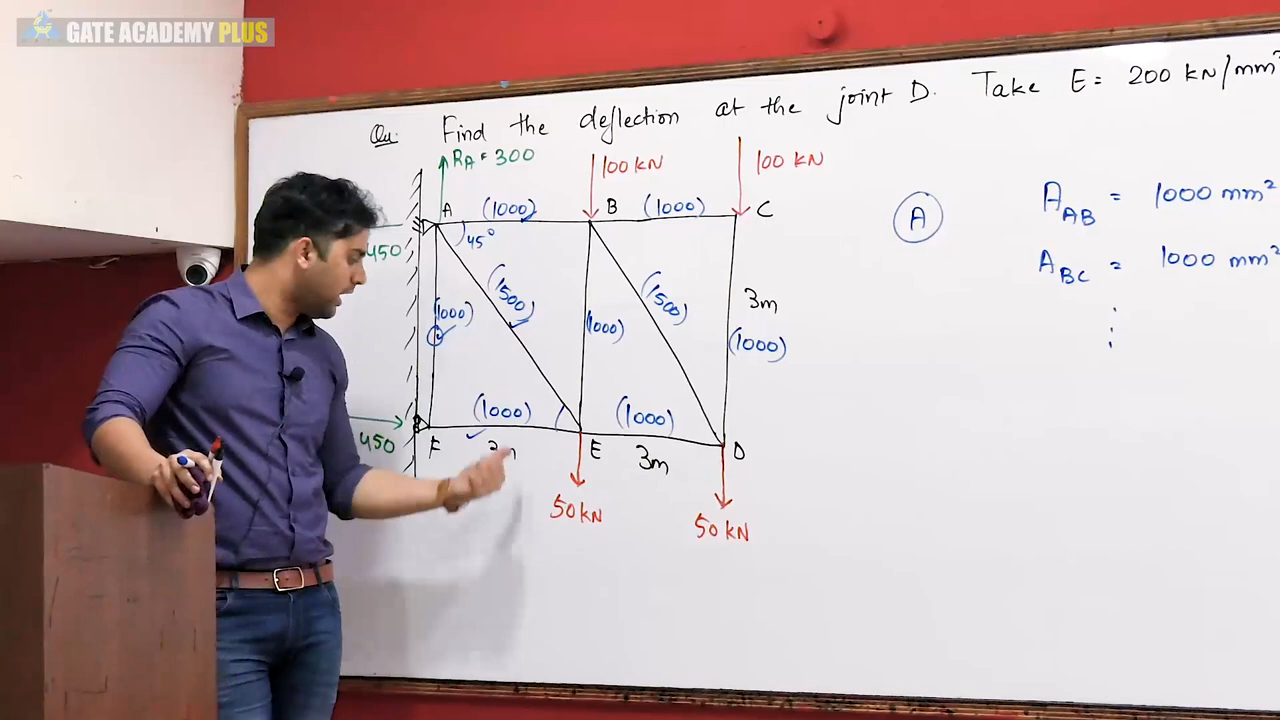 GATE ACADEMY PLUS
Qu: Find the deflection at the joint D. Take E = 200 kN/mm²
RA = 300
100 kN
100 kN
A
(1000)
B
(1000)
C
45°
450
(1000)
(1500)
(1000)
(1500)
3m
(1000)
(1000)
(1000)
450
F
E
3m
D
50 kN
50 kN
A
A_AB = 1000 mm²
A_BC = 1000 mm²
⋮